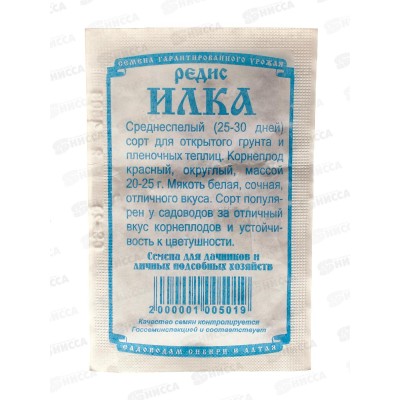 СЕМЕНА ГАРАНТИРОВАННОГО УРОЖАЯ
РЕДИС
ИЛКА
Среднеспелый (25-30 дней)
сорт для открытого грунта и
пленочных теплиц. Корнеплод
красный, округлый, массой
20-25 г. Мякоть белая, сочная,
отличного вкуса. Сорт популя-
рен у садоводов за отличный
вкус корнеплодов и устойчи-
вость к цветушности.
Семена для дачников и
личных подсобных хозяйств
2000001005019
Качество семян контролируется
Госсеминспекцией и соответствует
САДОВОДАМ СИБИРИ И АЛТАЯ